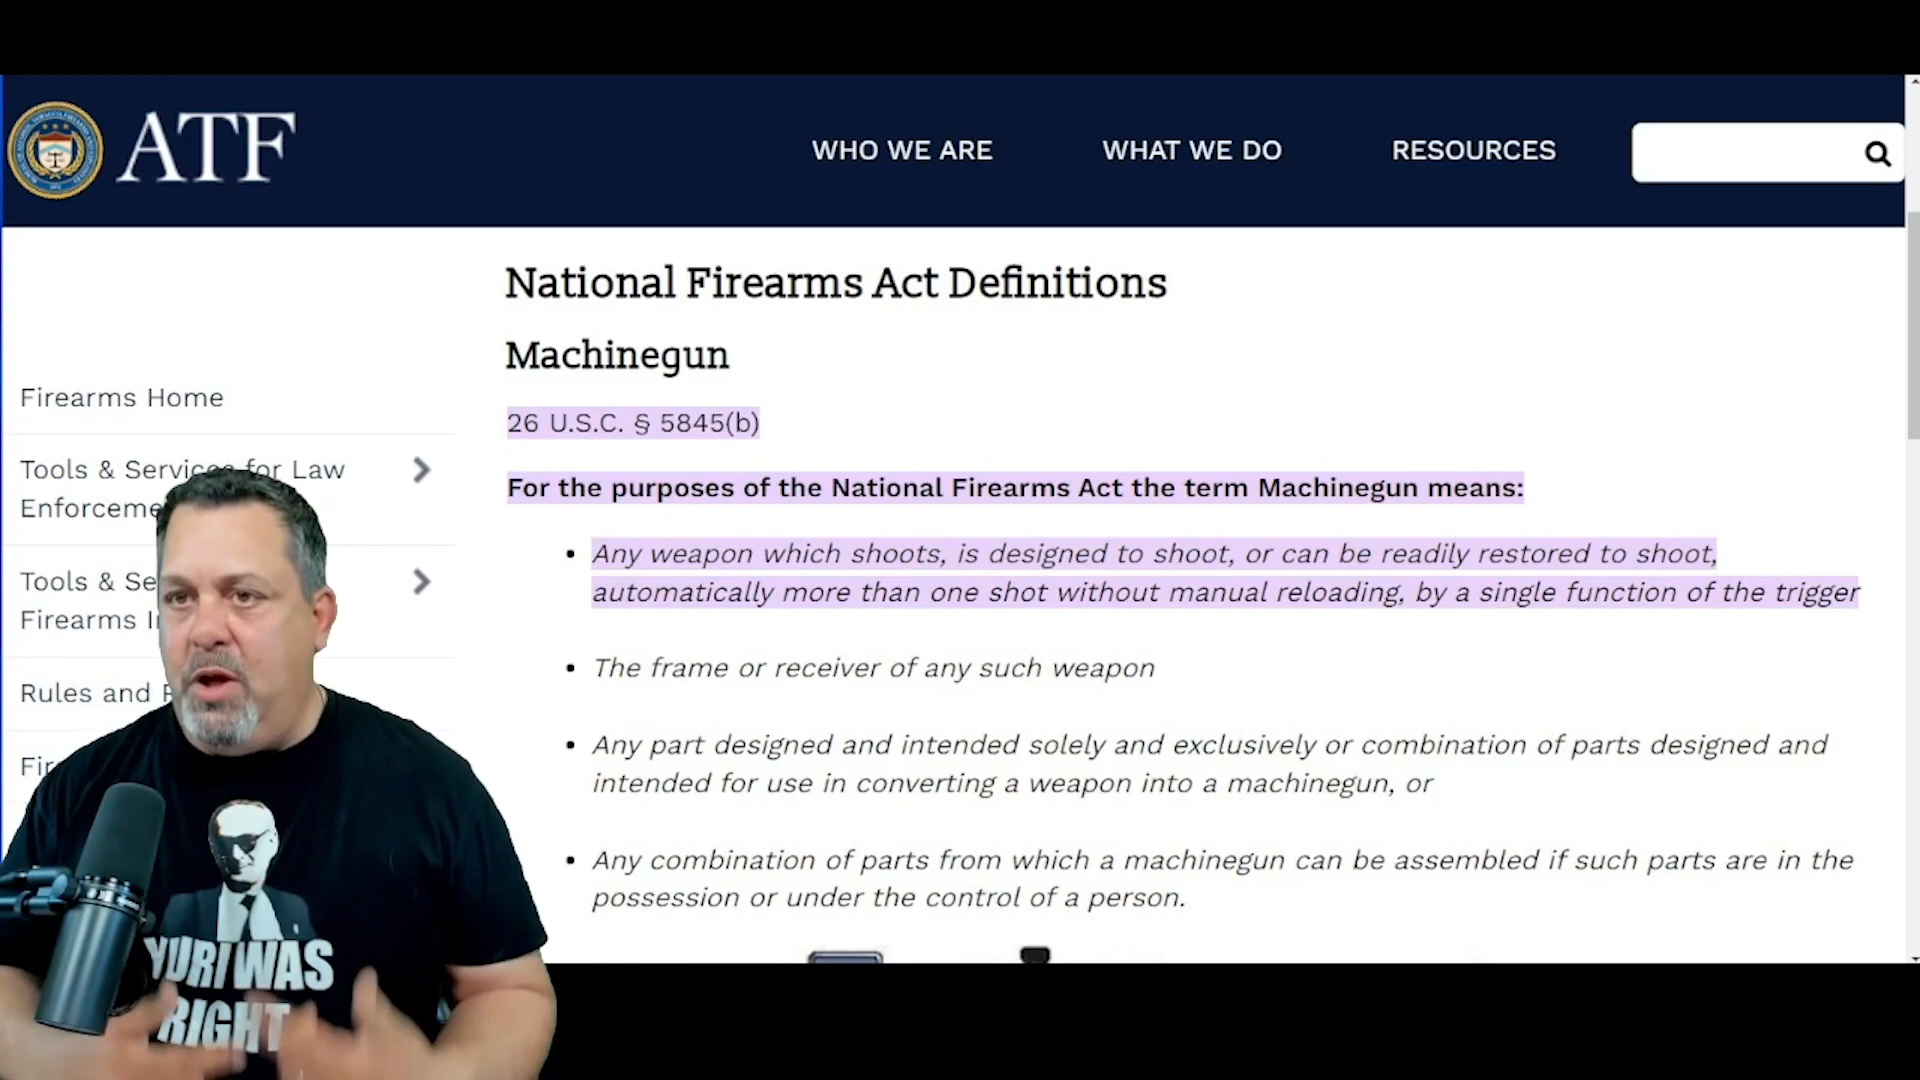 ATF
WHO WE ARE
WHAT WE DO
RESOURCES
National Firearms Act Definitions
Machinegun
26 U.S.C. § 5845(b)
For the purposes of the National Firearms Act the term Machinegun means:
• Any weapon which shoots, is designed to shoot, or can be readily restored to shoot,
automatically more than one shot without manual reloading, by a single function of the trigger
• The frame or receiver of any such weapon
• Any part designed and intended solely and exclusively or combination of parts designed and
intended for use in converting a weapon into a machinegun, or
• Any combination of parts from which a machinegun can be assembled if such parts are in the
possession or under the control of a person.
Firearms Home
Tools & Services for Law
Tools &
Firearms
Rules and
YURI WAS
RIGHT